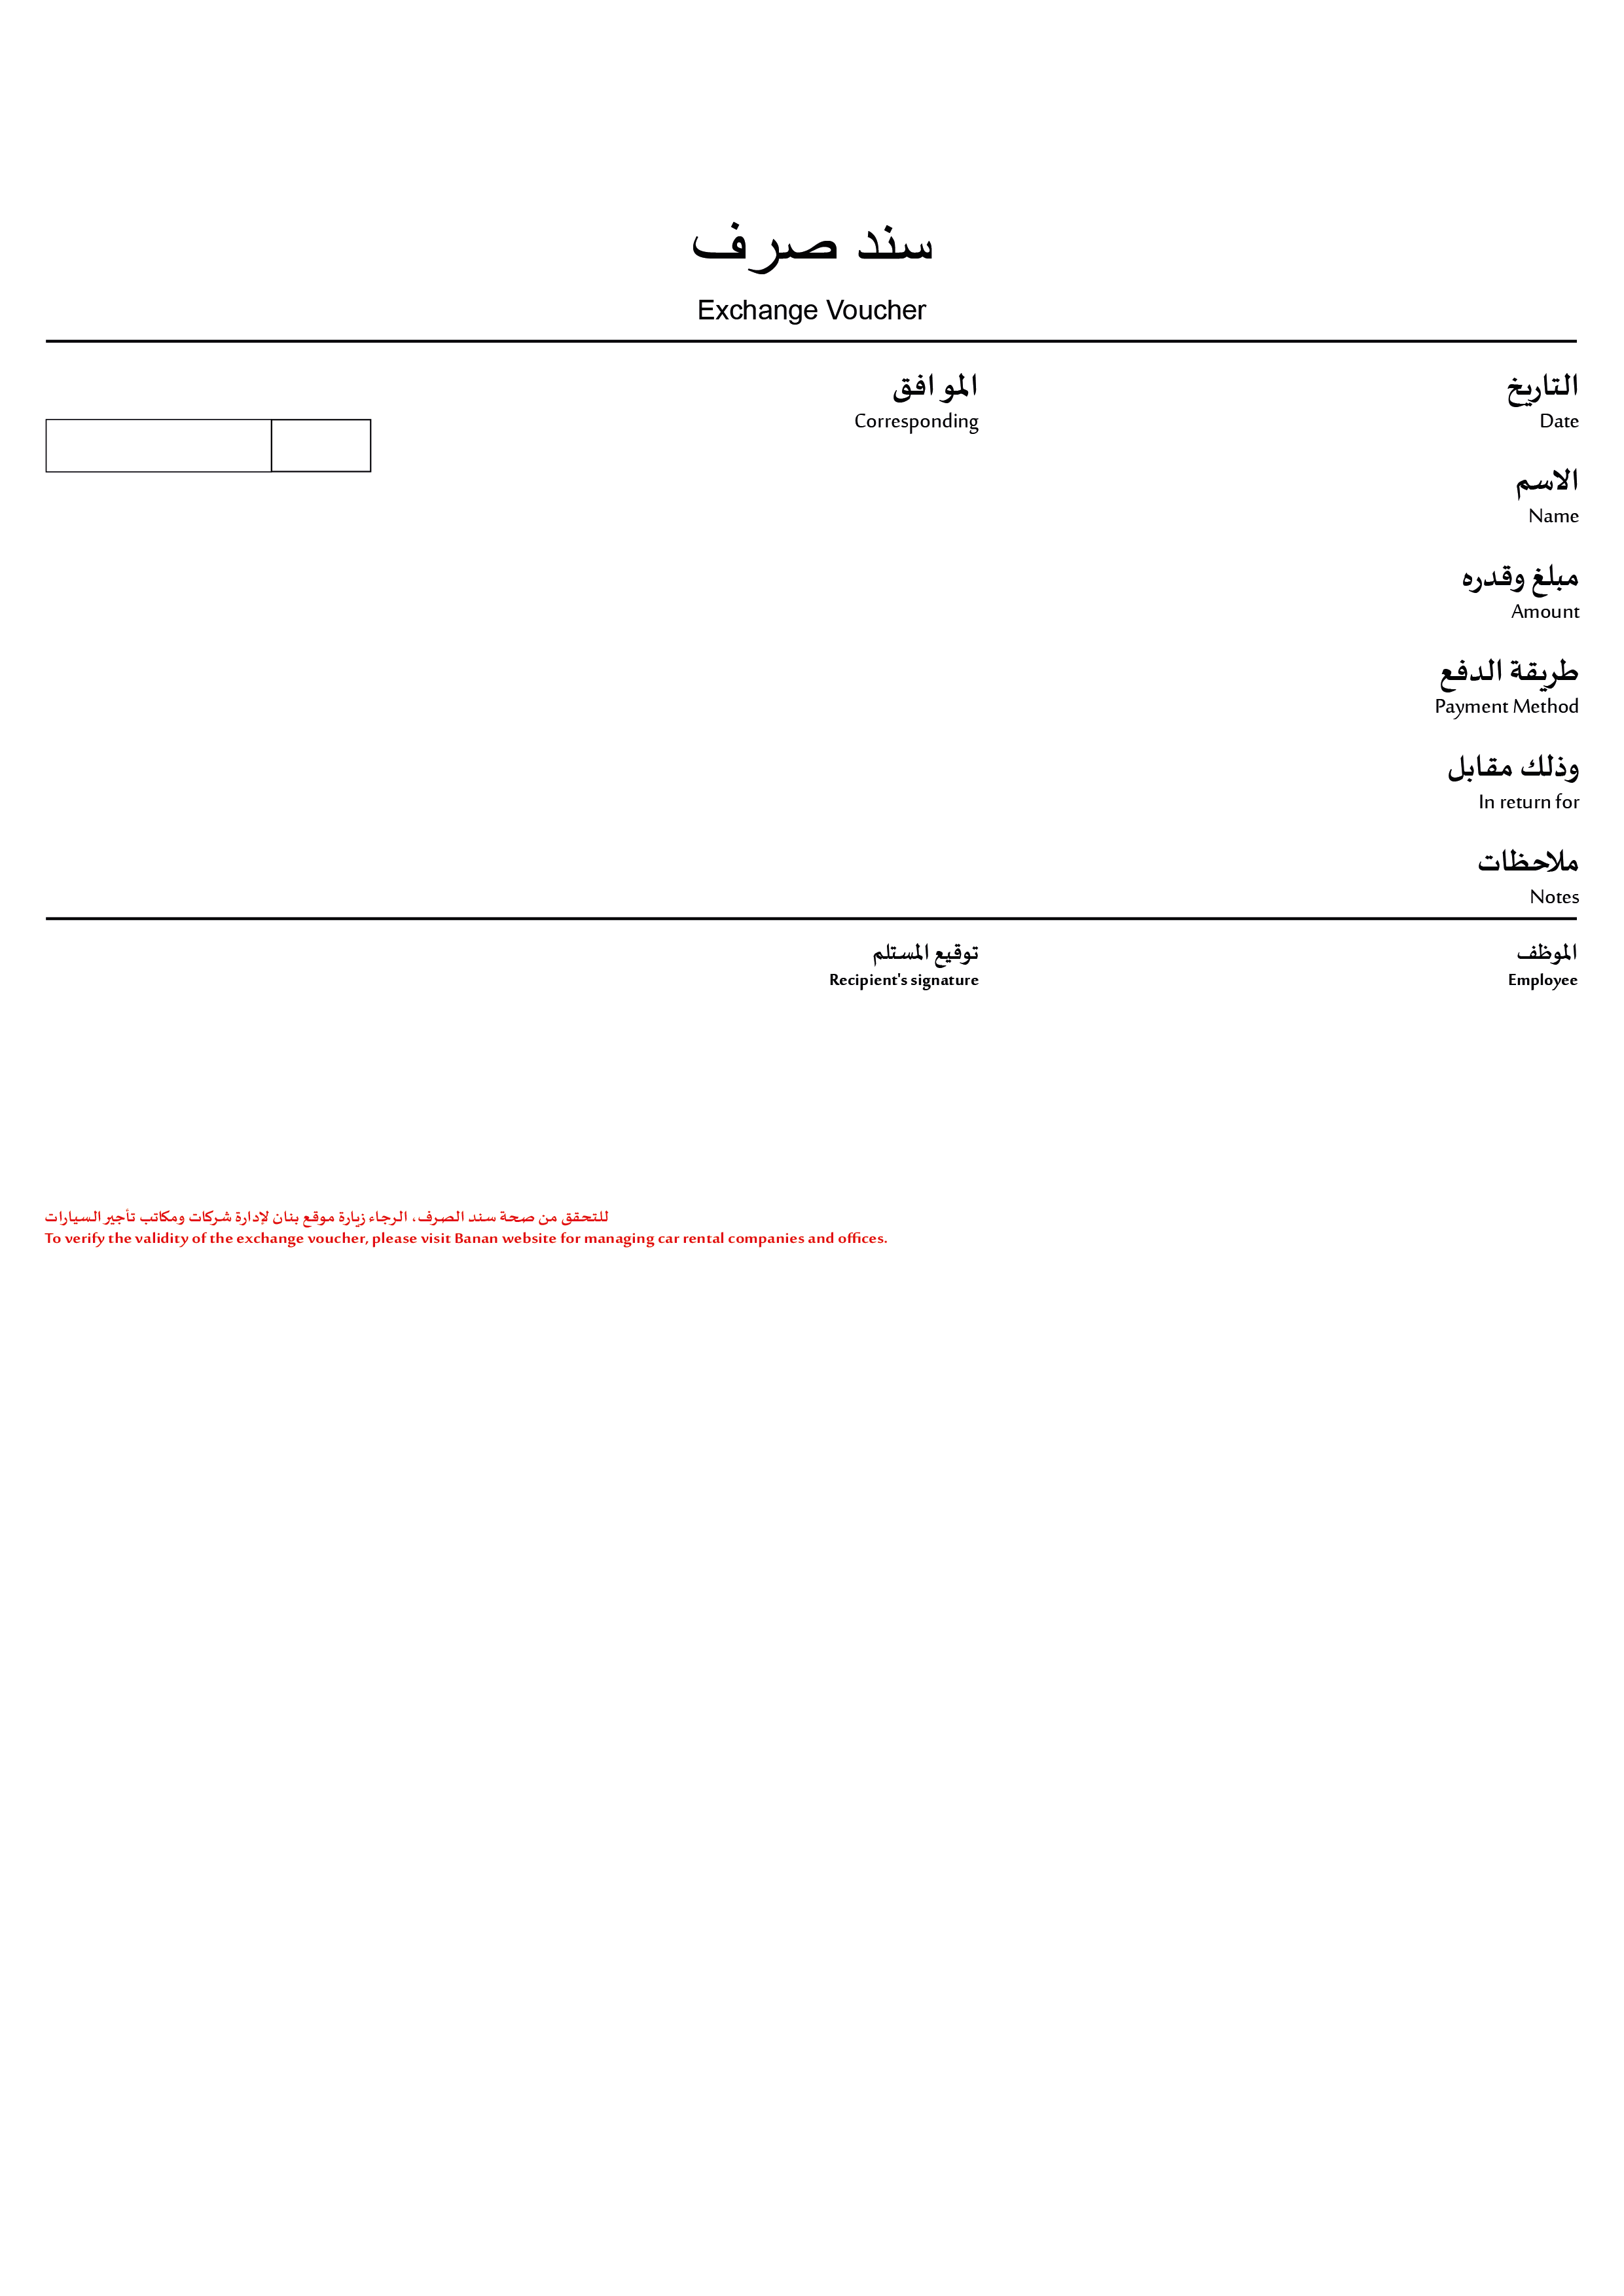 سند صرف
Exchange Voucher
التاريخ
Date
الموافق
Corresponding
الاسم
Name
مبلغ وقدره
Amount
طريقة الدفع
Payment Method
وذلك مقابل
In return for
ملاحظات
Notes
الموظف
Employee
توقيع المستلم
Recipient's signature
للتحقق من صحة سند الصرف، الرجاء زيارة موقع بنان لإدارة شركات ومكاتب تأجير السيارات
To verify the validity of the exchange voucher, please visit Banan website for managing car rental companies and offices.